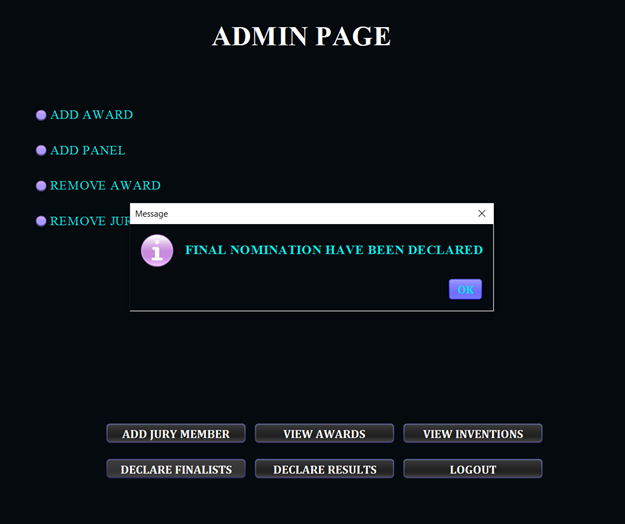 ADMIN PAGE
ADD AWARD
ADD PANEL
REMOVE AWARD
REMOVE JUR
Message
FINAL NOMINATION HAVE BEEN DECLARED
OK
ADD JURY MEMBER
VIEW AWARDS
VIEW INVENTIONS
DECLARE FINALISTS
DECLARE RESULTS
LOGOUT